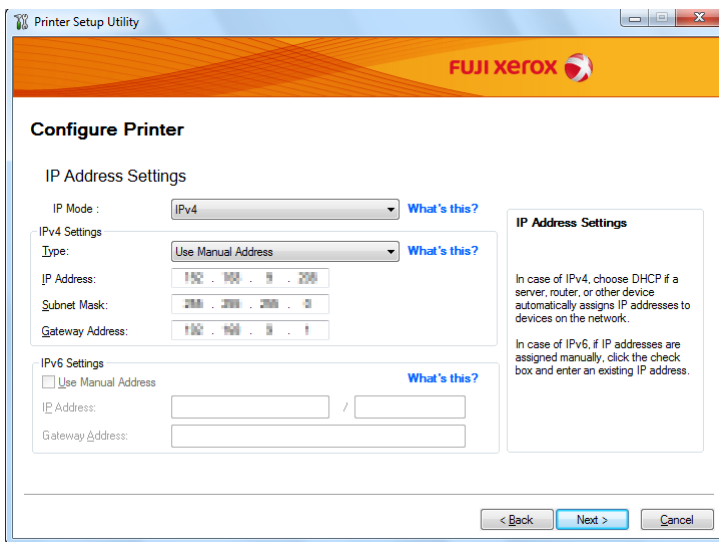 Printer Setup Utility
FUJI xerox
Configure Printer
IP Address Settings
IP Mode :
IPv4
What's this?
IPv4 Settings
Type:
Use Manual Address
What's this?
IP Address:
Subnet Mask:
Gateway Address:
IPv6 Settings
Use Manual Address
What's this?
IP Address:
/
Gateway Address:
IP Address Settings
In case of IPv4, choose DHCP if a
server, router, or other device
automatically assigns IP addresses to
devices on the network.
In case of IPv6, if IP addresses are
assigned manually, click the check
box and enter an existing IP address.
< Back
Next >
Cancel